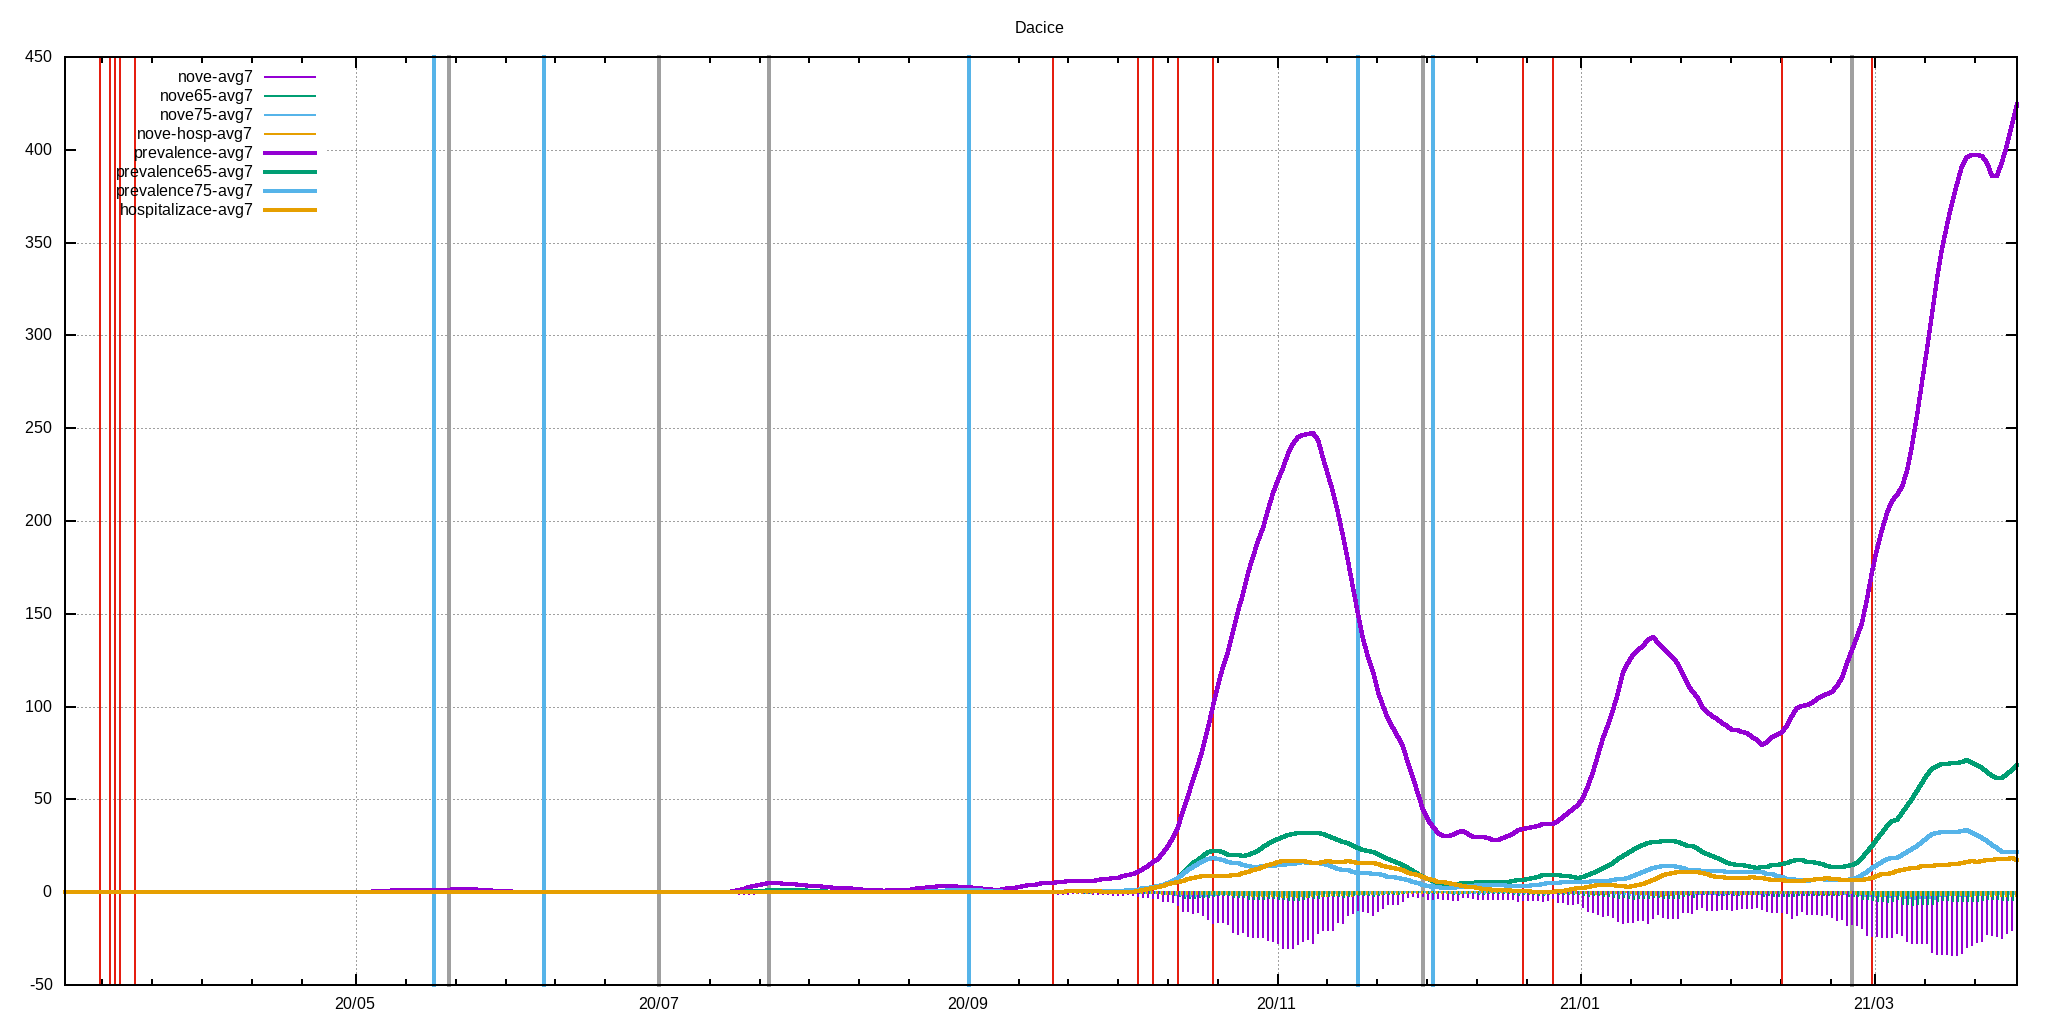 Dacice
450
400
350
300
250
200
150
100
50
0
-50
nove-avg7
nove65-avg7
nove75-avg7
nove-hosp-avg7
prevalence-avg7
prevalence65-avg7
prevalence75-avg7
hospitalizace-avg7
20/05
20/07
20/09
20/11
21/01
21/03